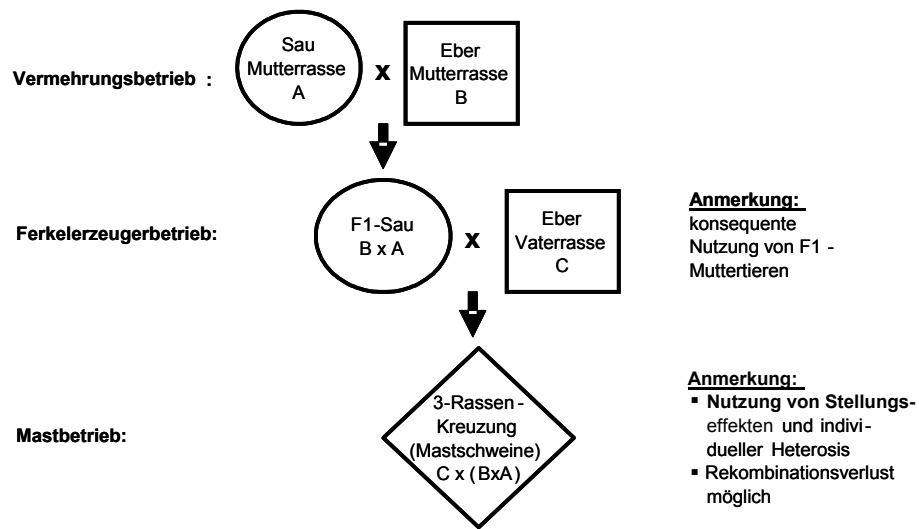 Vermehrungsbetrieb :
Sau
Mutterrasse
A
x
Eber
Mutterrasse
B
Ferkelerzeugerbetrieb:
F1-Sau
B x A
x
Eber
Vaterrasse
C
Anmerkung:
konsequente
Nutzung von F1 -
Muttertieren
Mastbetrieb:
3-Rassen-
Kreuzung
(Mastschweine)
C x (BxA)
Anmerkung:
▪ Nutzung von Stellungs-
effekten und indivi-
dueller Heterosis
▪ Rekombinationsverlust
möglich